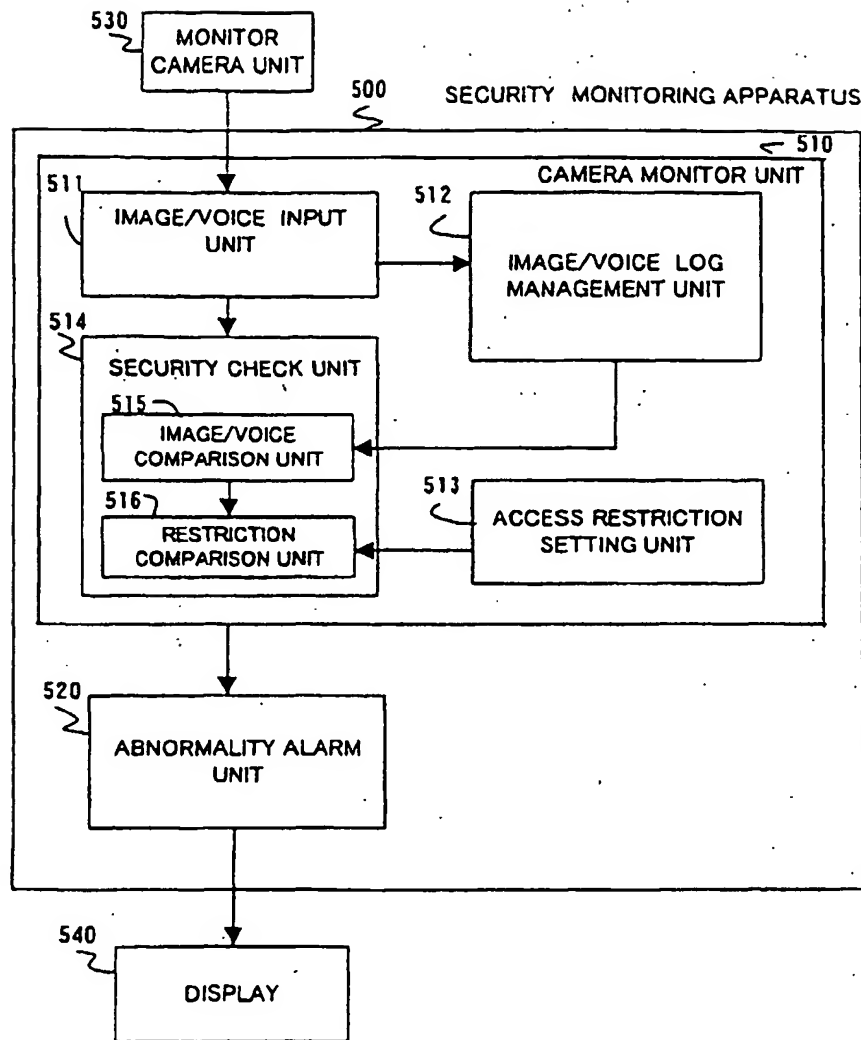 530
MONITOR
CAMERA UNIT
500
SECURITY MONITORING APPARATUS
510
CAMERA MONITOR UNIT
511
IMAGE/VOICE INPUT
UNIT
512
IMAGE/VOICE LOG
MANAGEMENT UNIT
514
SECURITY CHECK UNIT
515
IMAGE/VOICE
COMPARISON UNIT
516
RESTRICTION
COMPARISON UNIT
513
ACCESS RESTRICTION
SETTING UNIT
520
ABNORMALITY ALARM
UNIT
540
DISPLAY